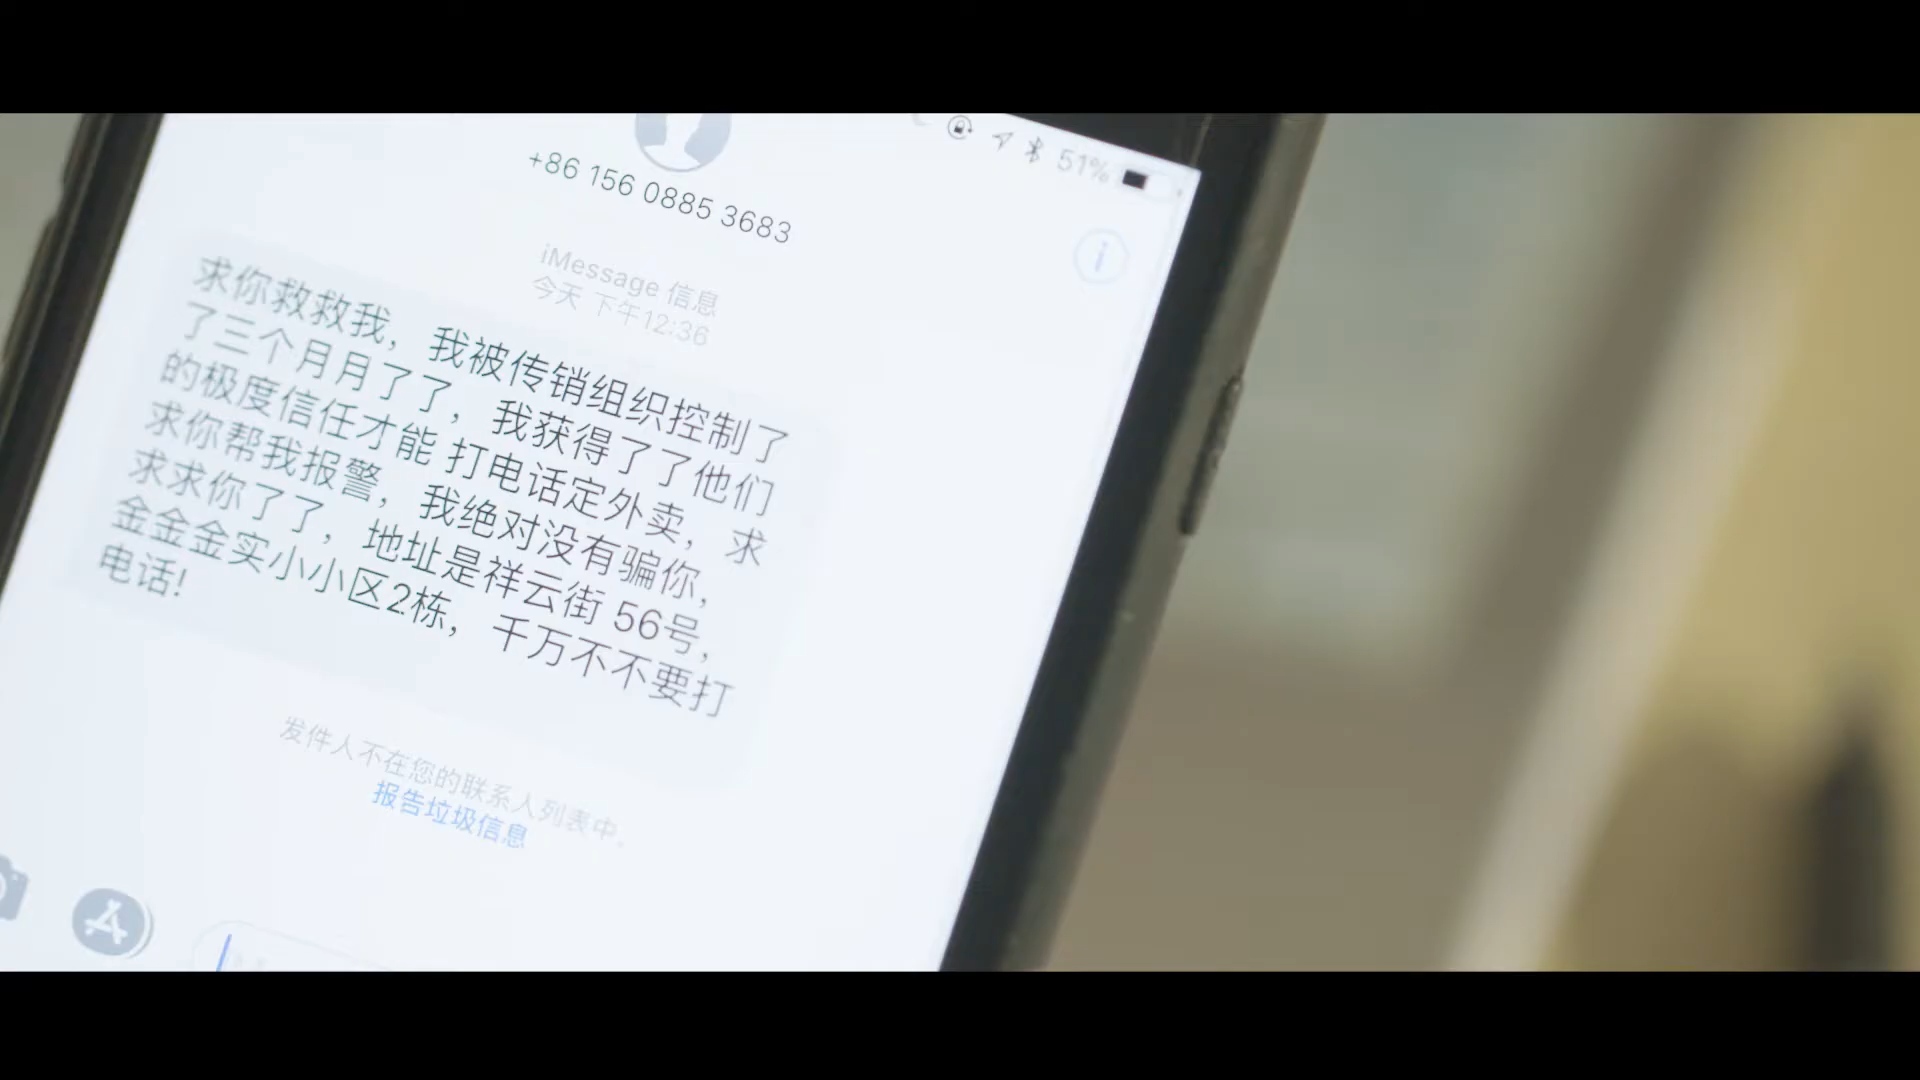 51%
+86 156 0885 3683
iMessage 信息
今天 下午12:36
求你救救我，我被传销组织控制了
了三个月月了了，我获得了了他们
的极度信任才能 打电话定外卖，求
求你帮我报警，我绝对没有骗你，
求求你了了，地址是祥云街 56号，
金金金实小小区2栋，千万不不要打
电话!
发件人不在您的联系人列表中。
报告垃圾信息